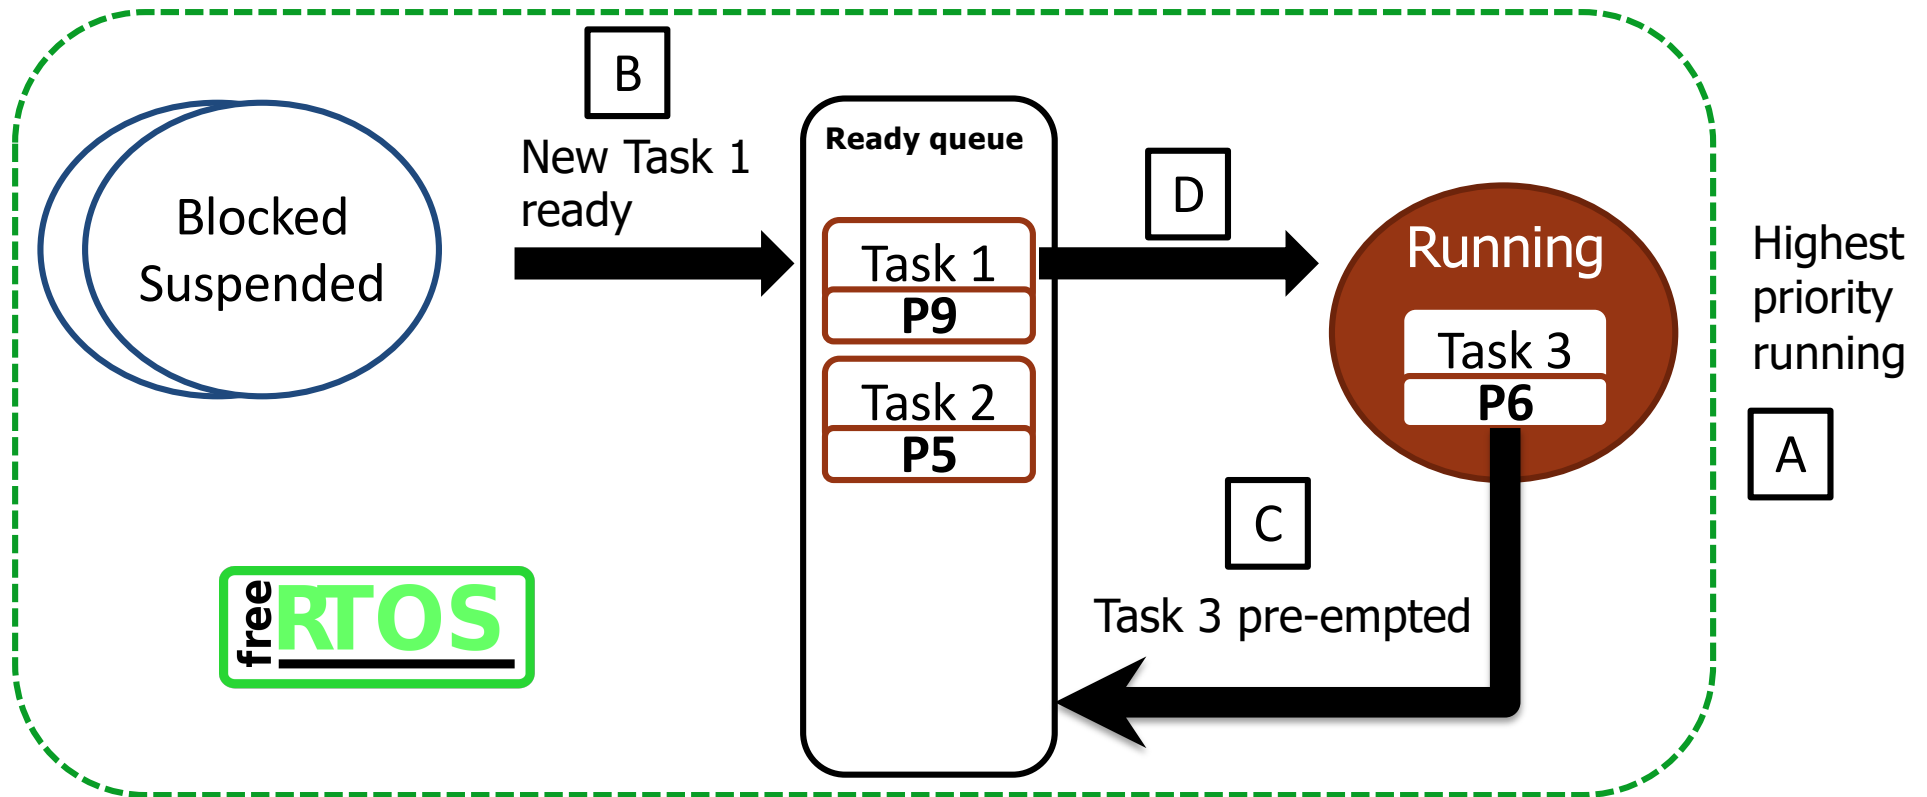 B
New Task 1
ready
Blocked
Suspended
Ready queue
Task 1
P9
Task 2
P5
D
Running
Task 3
P6
Highest
priority
running
A
C
Task 3 pre-empted
free
RTOS